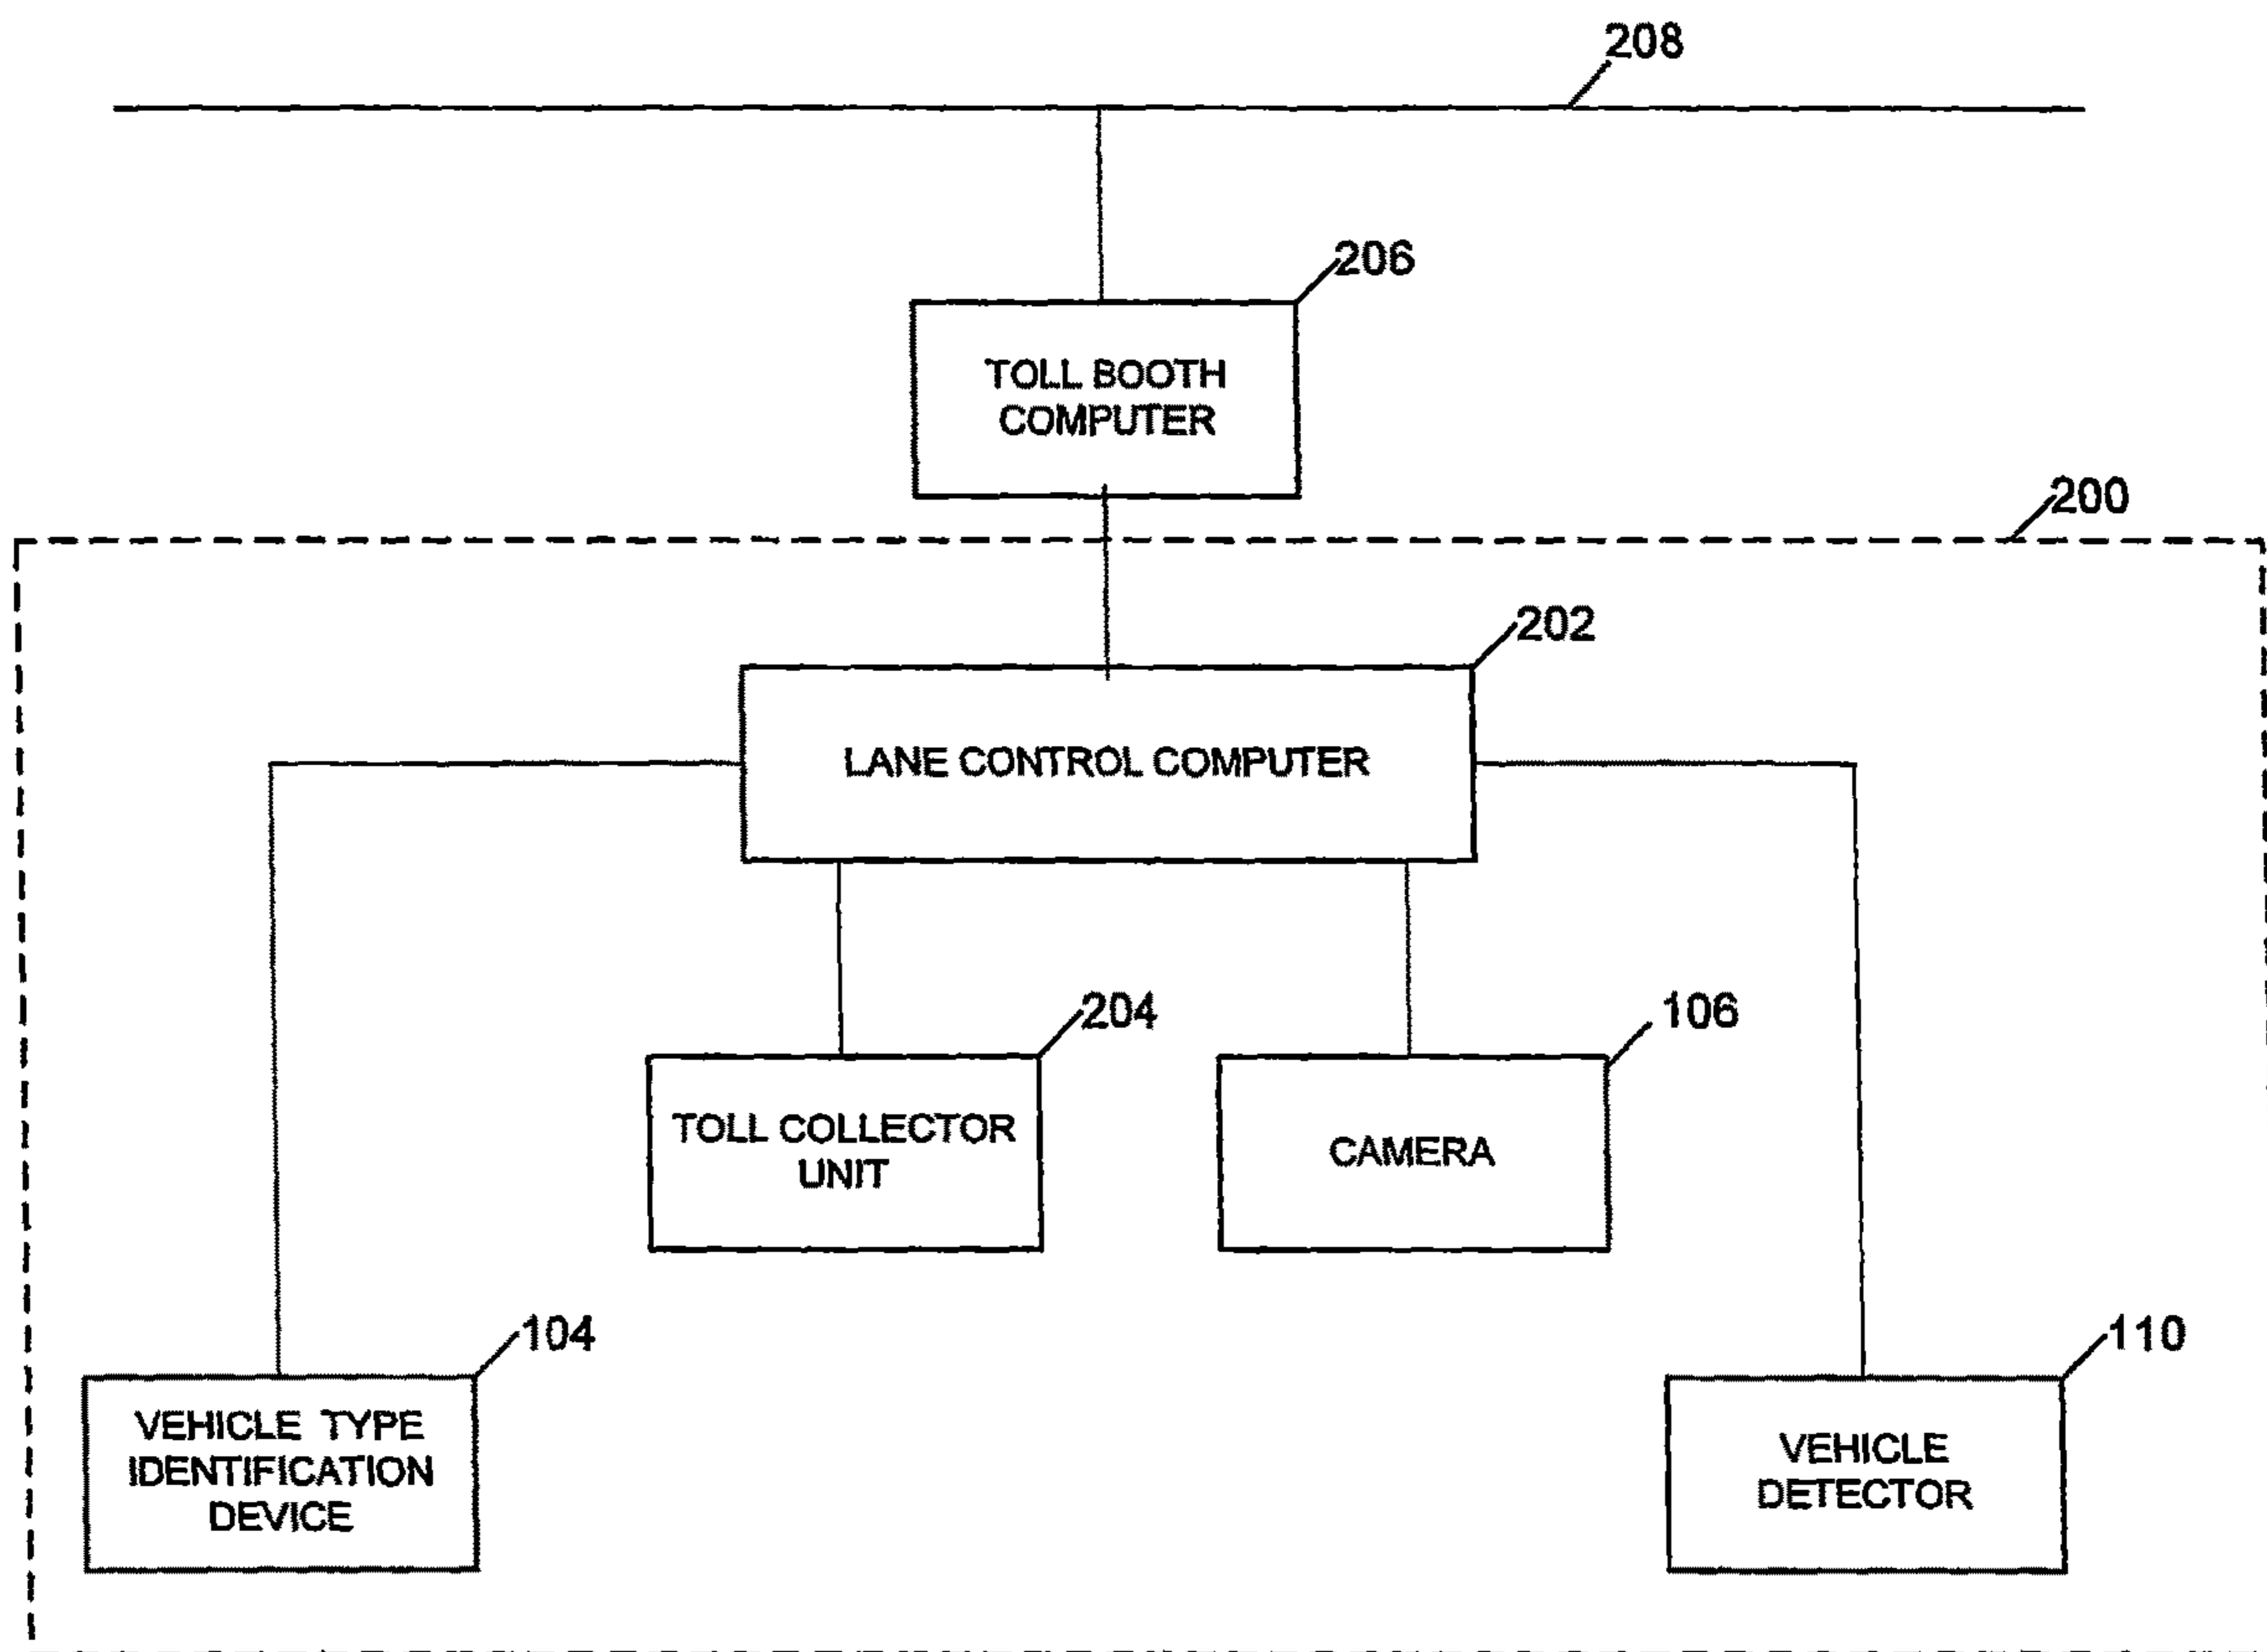 208
206
TOLL BOOTH
COMPUTER
200
202
LANE CONTROL COMPUTER
204
TOLL COLLECTOR
UNIT
106
CAMERA
104
VEHICLE TYPE
IDENTIFICATION
DEVICE
110
VEHICLE
DETECTOR